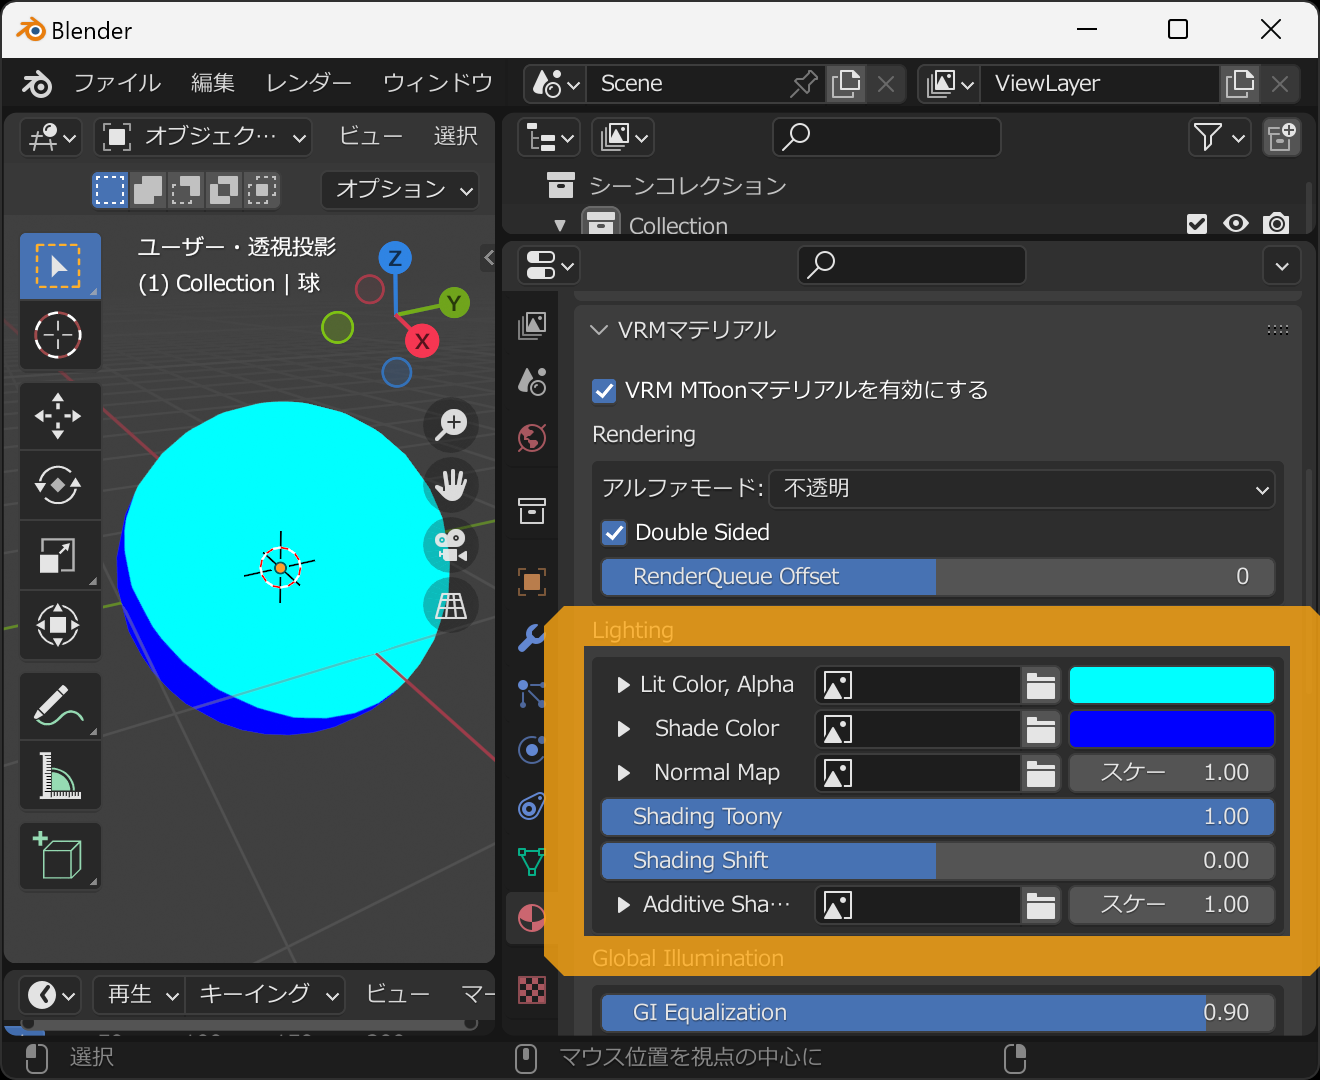 Blender
ファイル 編集 レンダー ウィンドウ Scene ViewLayer
オブジェク… ビュー 選択
オプション
シーンコレクション
Collection
ユーザー・透視投影
(1) Collection | 球
Z
Y
X
VRMマテリアル
VRM MToonマテリアルを有効にする
Rendering
アルファモード: 不透明
Double Sided
RenderQueue Offset 0
Lighting
Lit Color, Alpha
Shade Color
Normal Map スケー 1.00
Shading Toony 1.00
Shading Shift 0.00
Additive Sha… スケー 1.00
Global Illumination
GI Equalization 0.90
再生 キーイング ビュー マー
選択 マウス位置を視点の中心に